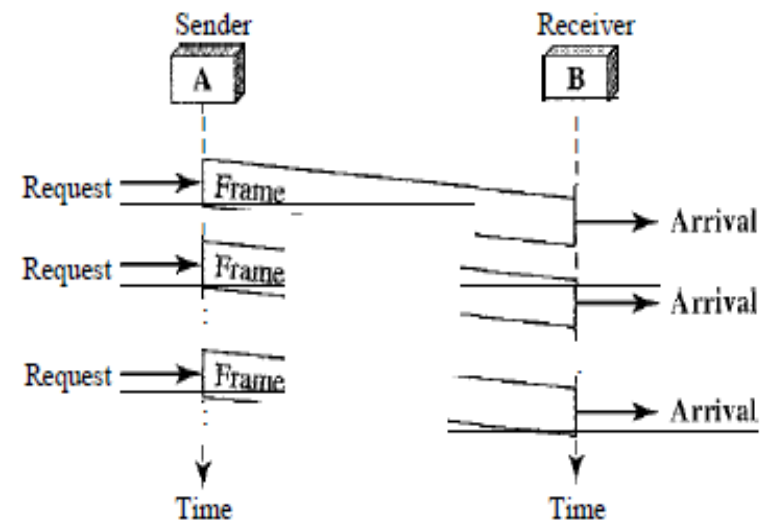 Sender Receiver
A B
Request Frame
Arrival
Request Frame
Arrival
Request Frame
Arrival
Time Time